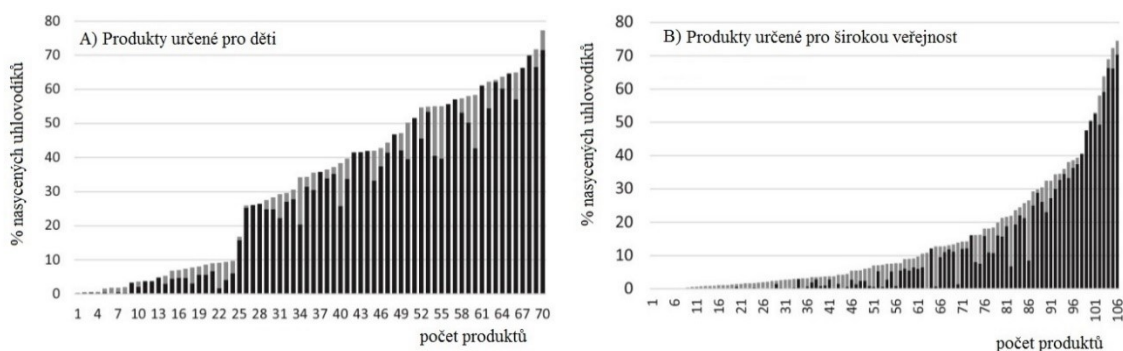 A) Produkty určené pro děti
% nasycených uhlovodíků
80
70
60
50
40
30
20
10
0
1 4 7 10 13 16 19 22 25 28 31 34 37 40 43 46 49 52 55 58 61 64 67 70
počet produktů
B) Produkty určené pro širokou veřejnost
% nasycených uhlovodíků
80
70
60
50
40
30
20
10
0
1 6 11 16 21 26 31 36 41 46 51 56 61 66 71 76 81 86 91 96 101 106
počet produktů